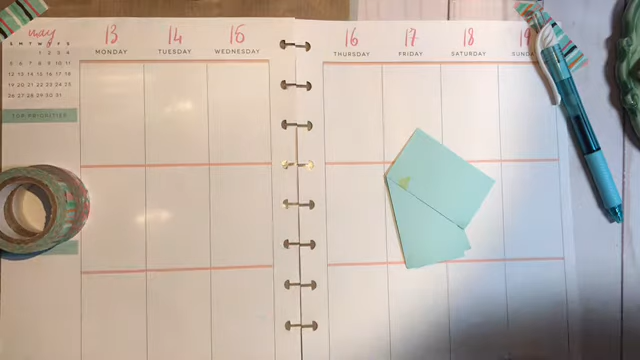 may
13 14 15 16 17 18 19
MONDAY TUESDAY WEDNESDAY THURSDAY FRIDAY SATURDAY SUND
S M T W T F S
1 2 3 4
5 6 7 8 9 10 11
12 13 14 15 16 17 18
19 20 21 22 23 24 25
26 27 28 29 30 31
TOP PRIORITIES